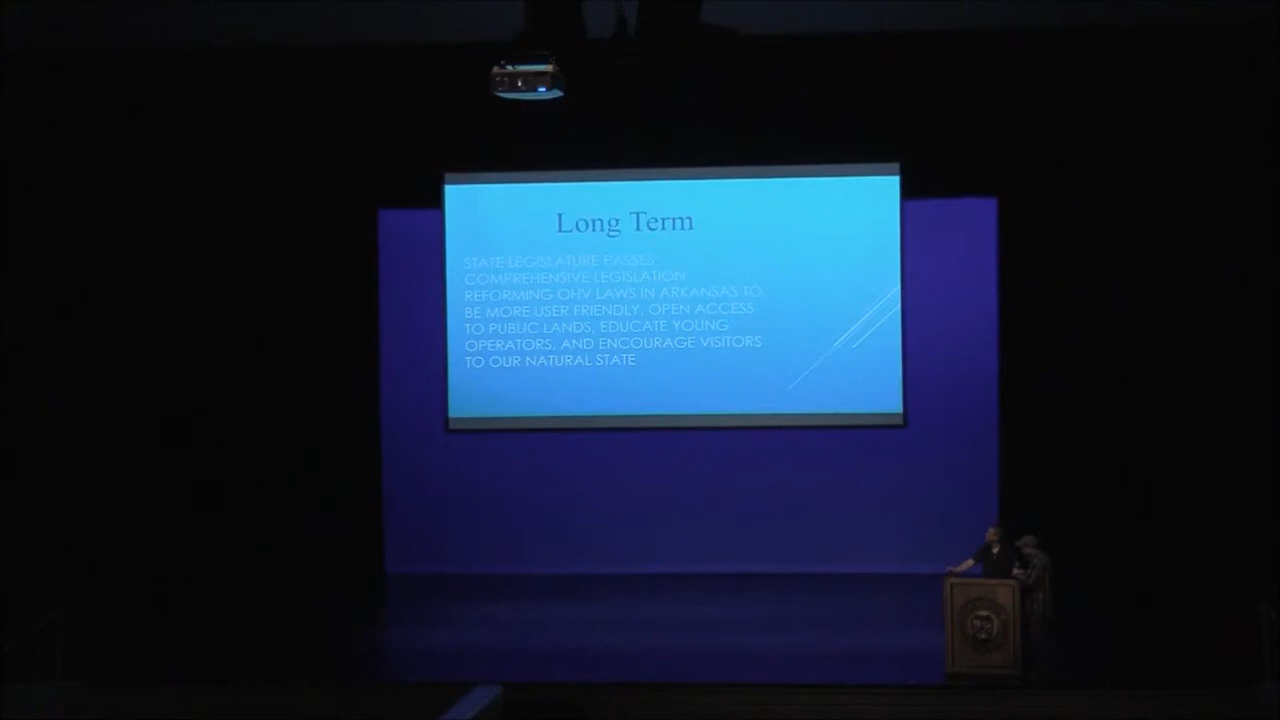 Long Term
STATE LEGISLATURE PASSES
COMPREHENSIVE LEGISLATION
REFORMING OHV LAWS IN ARKANSAS TO
BE MORE USER FRIENDLY, OPEN ACCESS
TO PUBLIC LANDS, EDUCATE YOUNG
OPERATORS, AND ENCOURAGE VISITORS
TO OUR NATURAL STATE